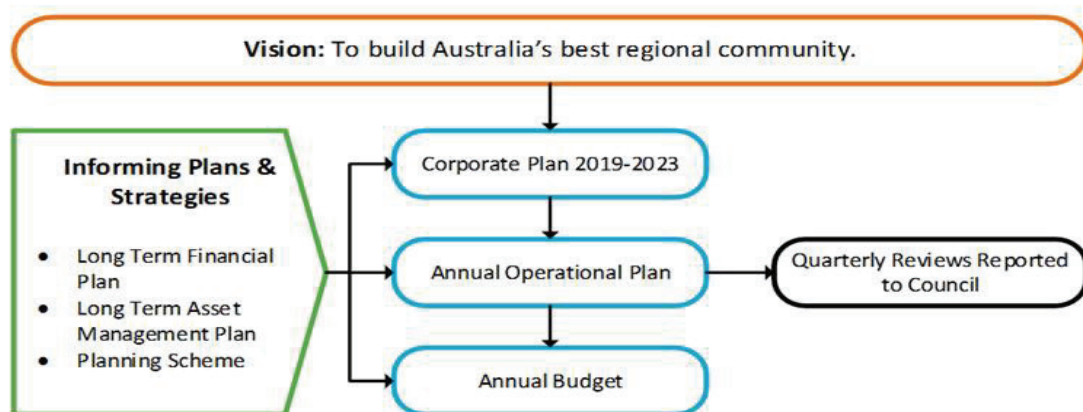 Vision: To build Australia's best regional community.
Informing Plans &
Strategies
● Long Term Financial
Plan
● Long Term Asset
Management Plan
● Planning Scheme
Corporate Plan 2019-2023
Annual Operational Plan
Annual Budget
Quarterly Reviews Reported
to Council